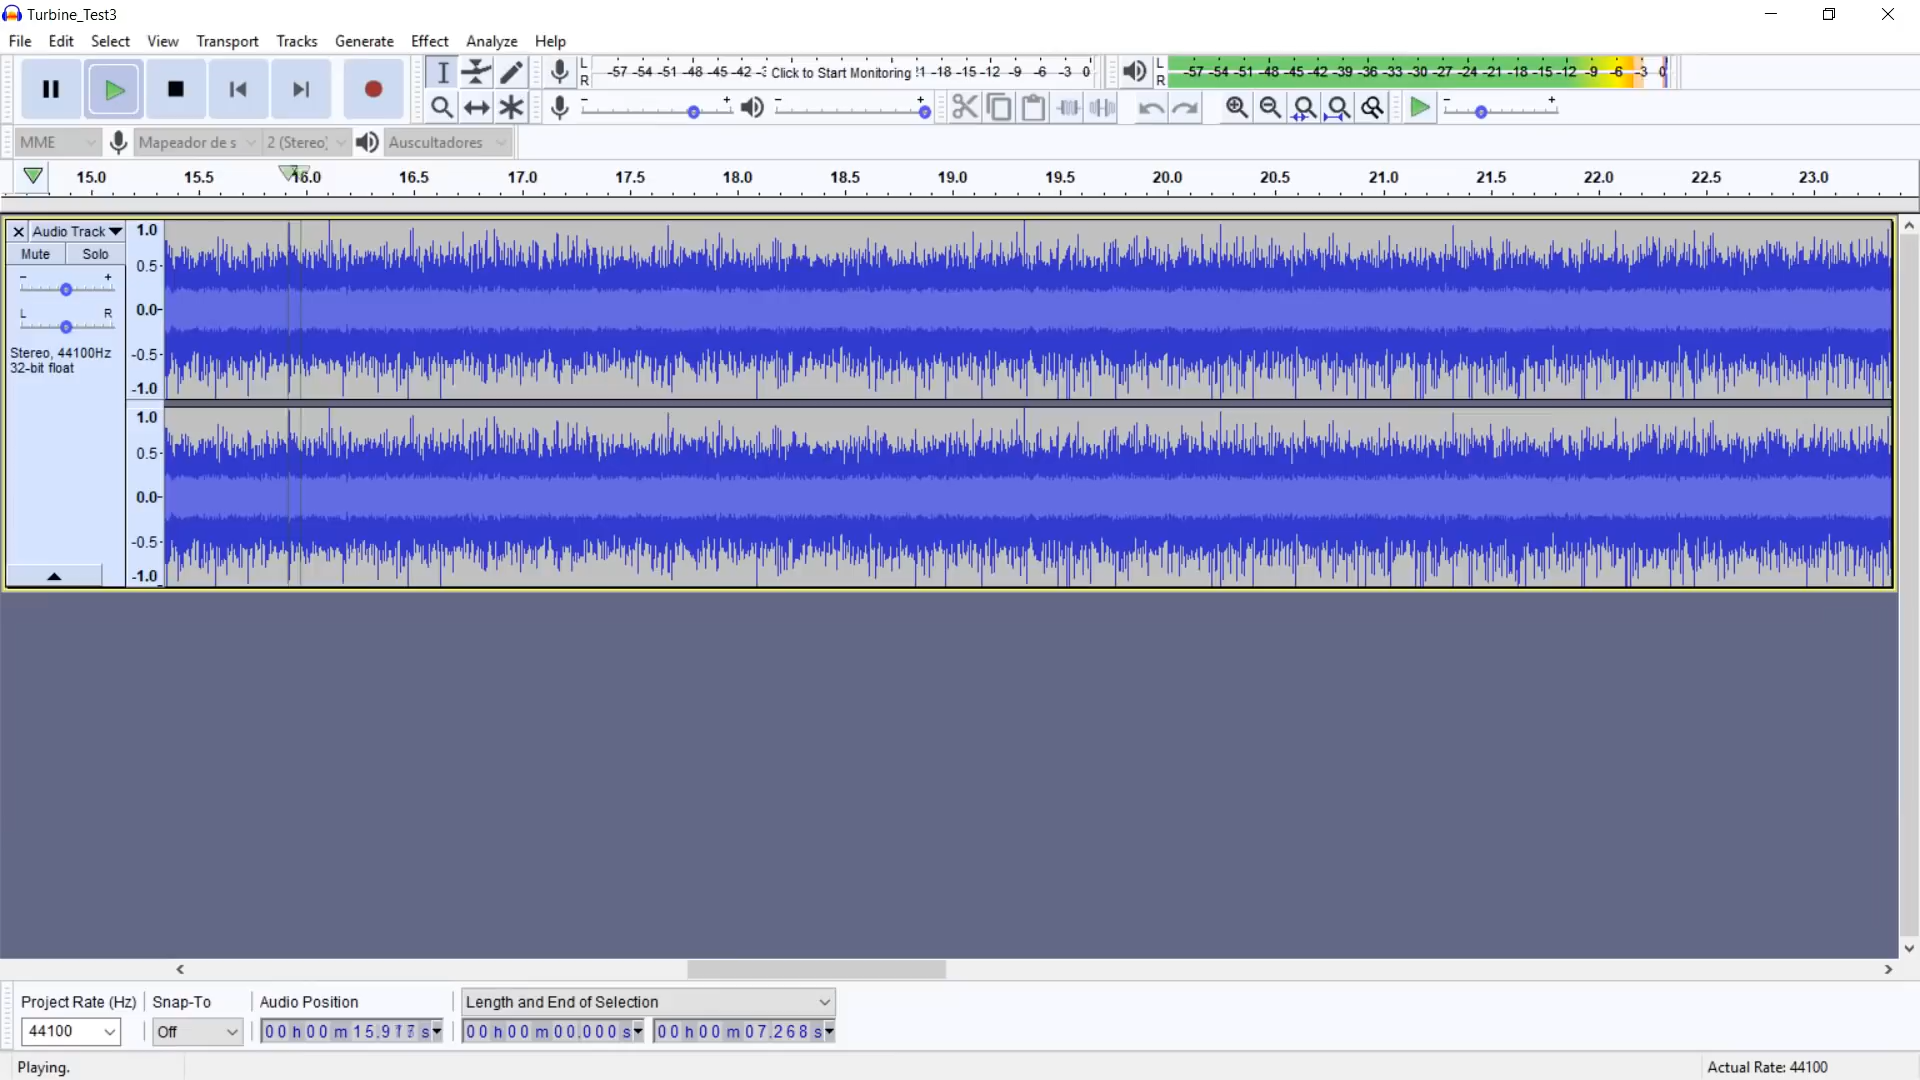 Turbine_Test3
File Edit Select View Transport Tracks Generate Effect Analyze Help
L
R
-57 -54 -51 -48 -45 -42 Click to Start Monitoring -18 -15 -12 -9 -6 -3 0
L
R
-57 -54 -51 -48 -45 -42 -39 -36 -33 -30 -27 -24 -21 -18 -15 -12 -9 -6 -3 0
MME Mapeador de s 2 (Stereo) Auscultadores
15.0 15.5 16.0 16.5 17.0 17.5 18.0 18.5 19.0 19.5 20.0 20.5 21.0 21.5 22.0 22.5 23.0
Audio Track
Mute Solo
- +
L R
Stereo, 44100Hz
32-bit float
1.0
0.5
0.0
-0.5
-1.0
1.0
0.5
0.0
-0.5
-1.0
Project Rate (Hz) Snap-To Audio Position Length and End of Selection
44100 Off 00 h 00 m 00.000 s 00 h 00 m 07.268 s
Playing. Actual Rate: 44100